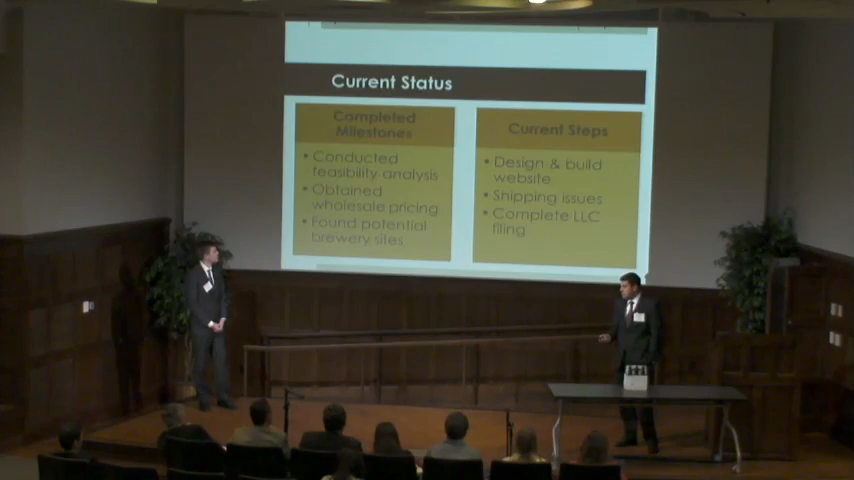 Current Status
Completed
Milestones
• Conducted
feasibility analysis
• Obtained
wholesale pricing
• Found potential
brewery sites
Current Steps
• Design & build
website
• Shipping issues
• Complete LLC
filing